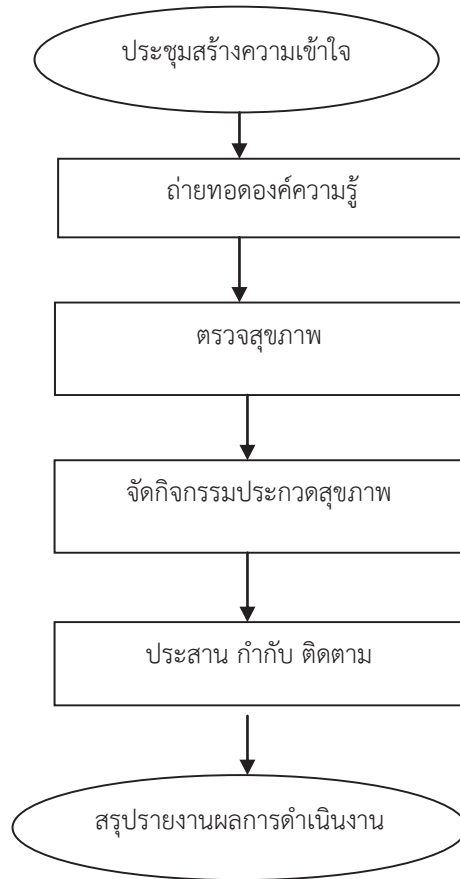 ประชุมสร้างความเข้าใจ
ถ่ายทอดองค์ความรู้
ตรวจสุขภาพ
จัดกิจกรรมประกวดสุขภาพ
ประสาน กำกับ ติดตาม
สรุปรายงานผลการดำเนินงาน